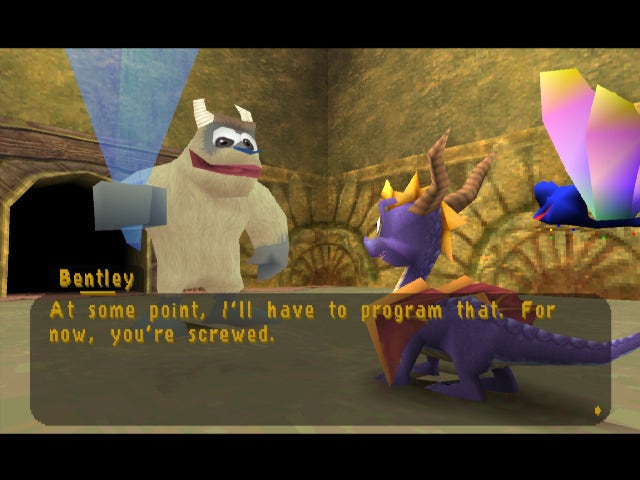 Bentley
At some point, I'll have to program that. For
now, you're screwed.